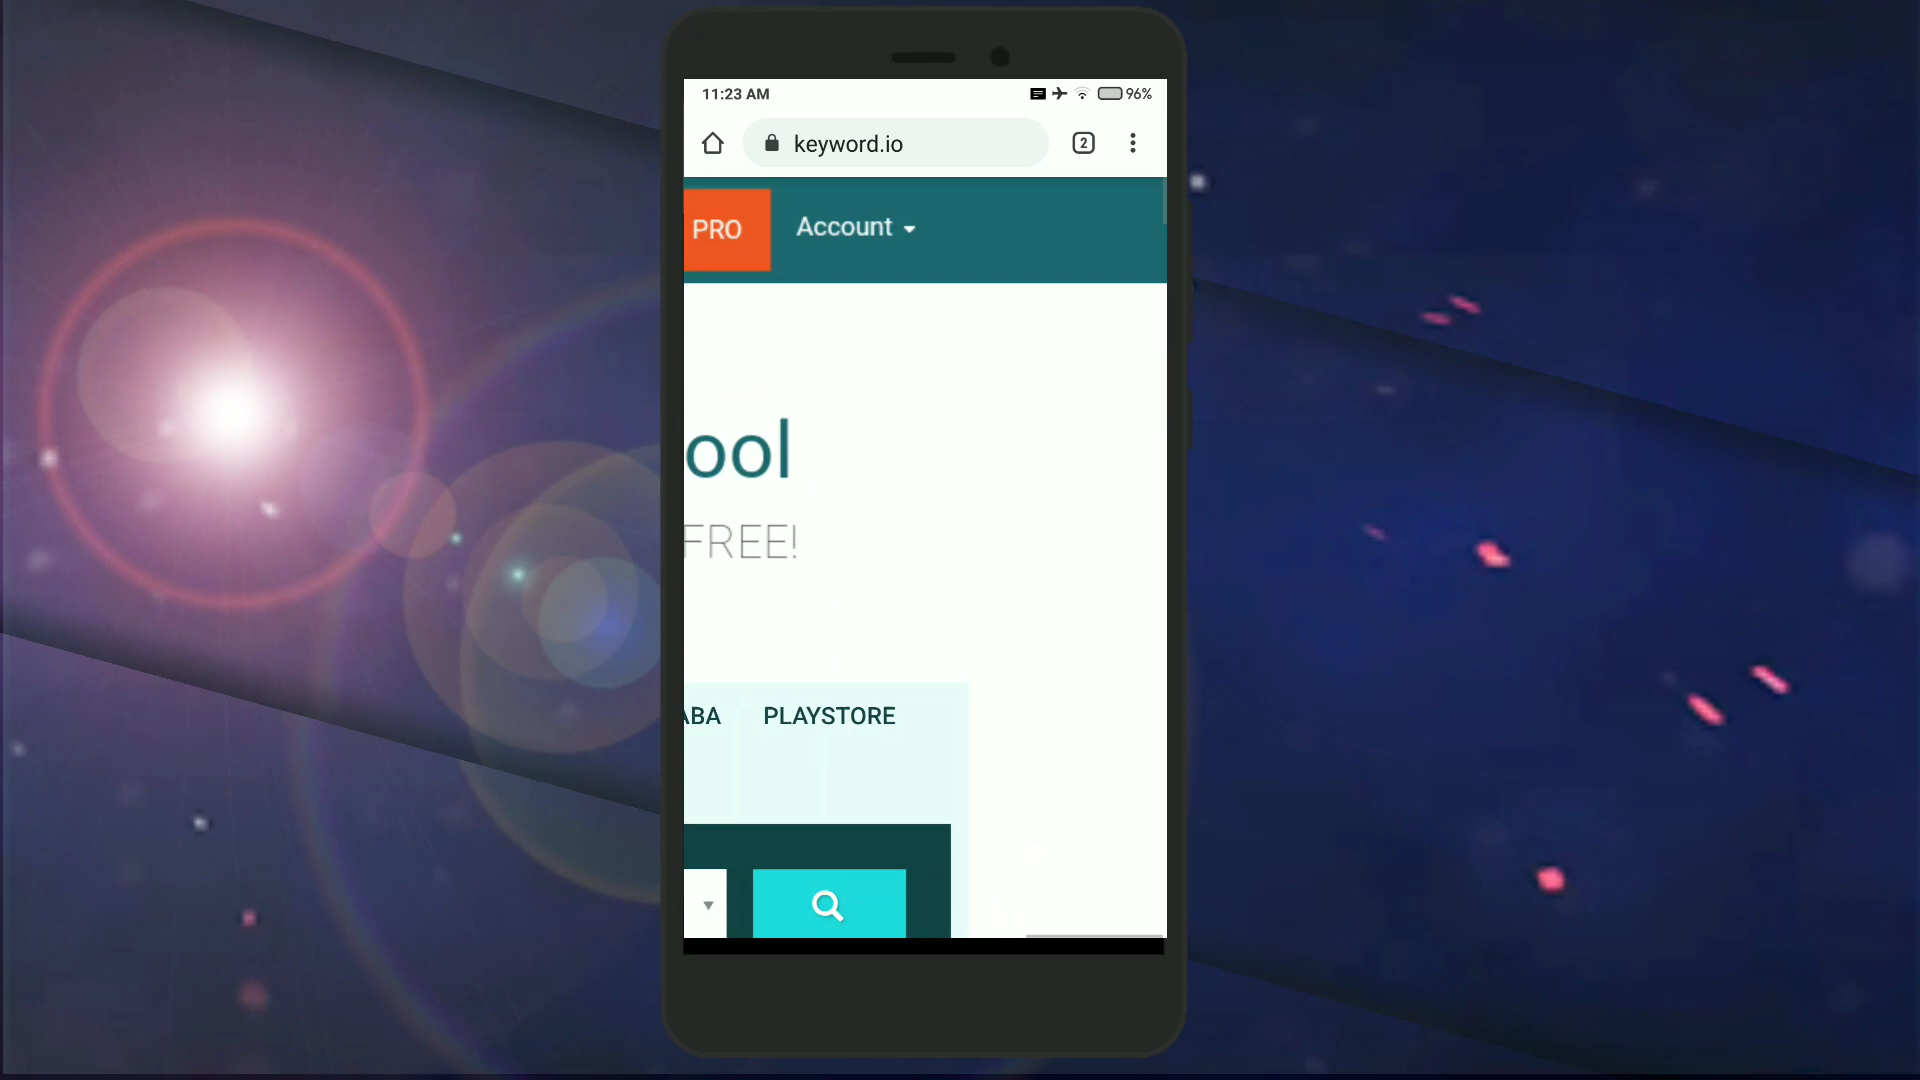 11:23 AM
96%
keyword.io
2
PRO
Account
ool
FREE!
ABA
PLAYSTORE